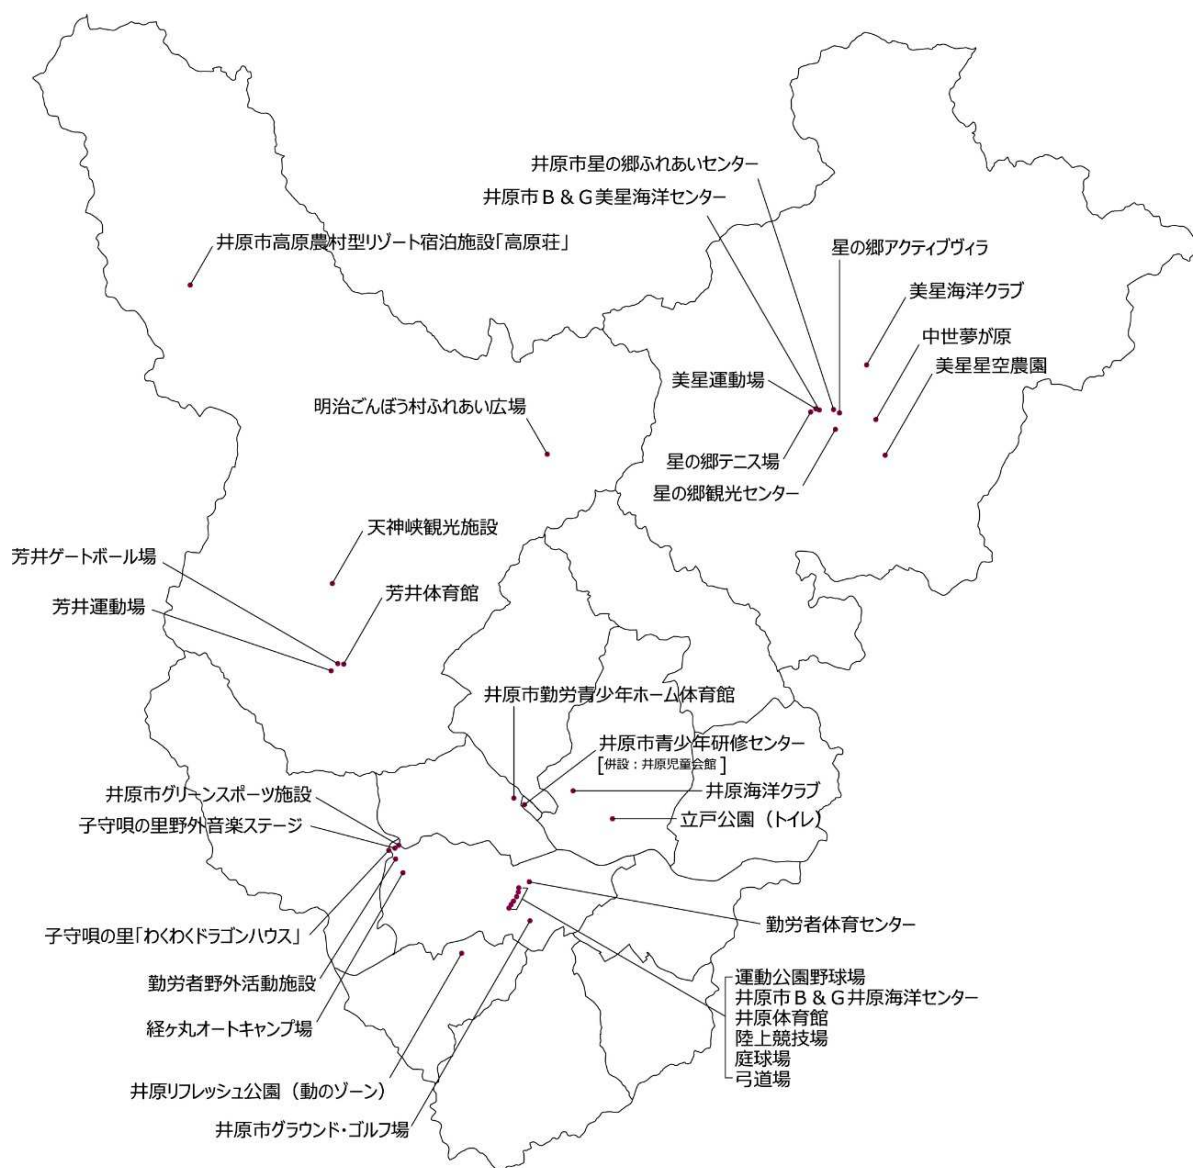 井原市星の郷ふれあいセンター
井原市B＆G美星海洋センター
井原市高原農村型リゾート宿泊施設「高原荘」
星の郷アクティブヴィラ
美星海洋クラブ
中世夢が原
美星星空農園
美星運動場
明治ごんぼう村ふれあい広場
星の郷テニス場
星の郷観光センター
天神峡観光施設
芳井ゲートボール場
芳井体育館
芳井運動場
井原市勤労青少年ホーム体育館
井原市青少年研修センター
[併設：井原児童会館]
井原海洋クラブ
井原市グリーンスポーツ施設
立戸公園（トイレ）
子守唄の里野外音楽ステージ
勤労者体育センター
子守唄の里「わくわくドラゴンハウス」
勤労者野外活動施設
運動公園野球場
井原市B＆G井原海洋センター
井原体育館
陸上競技場
庭球場
弓道場
経ヶ丸オートキャンプ場
井原リフレッシュ公園（動のゾーン）
井原市グラウンド・ゴルフ場